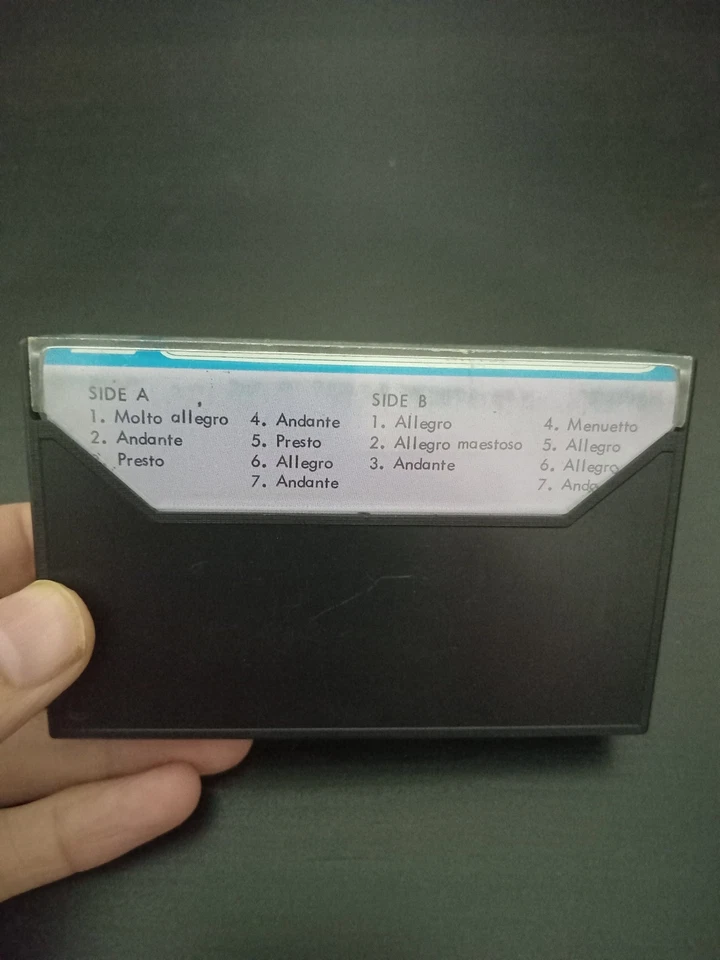 SIDE A
1. Molto allegro
2. Andante
Presto
4. Andante
5. Presto
6. Allegro
7. Andante
SIDE B
1. Allegro
2. Allegro maestoso
3. Andante
4. Menuetto
5. Allegro
6. Allegro
7.